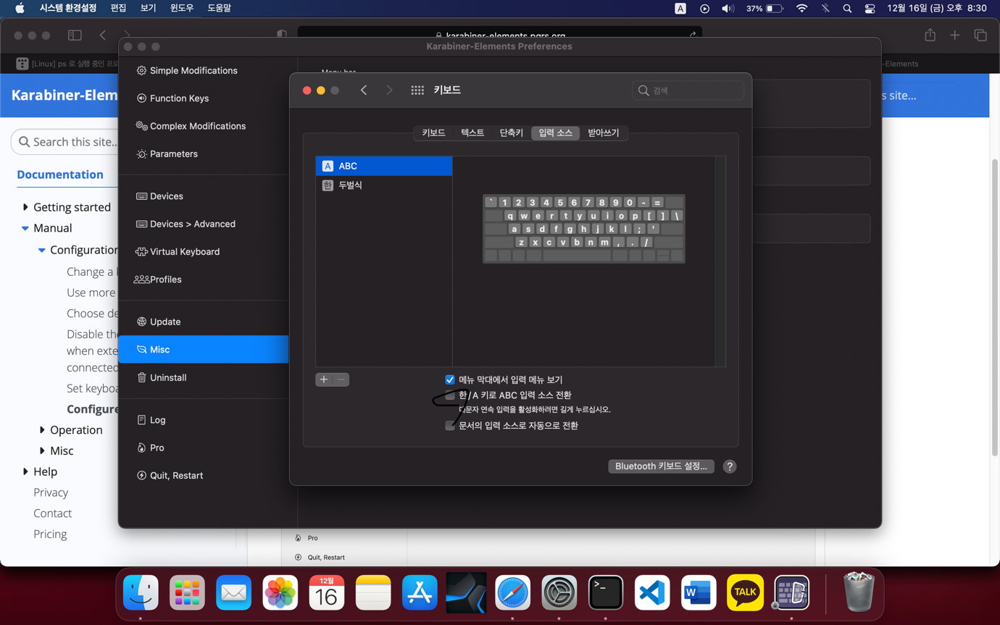 시스템 환경설정 편집 보기 윈도우 도움말 A 37% 12월 16일 (금) 오후 8:30
karabiner-elements.pqrs.org
Karabiner-Elements Preferences
[Linux] ps 로 실행 중인 프로
-Elements
Karabiner-Elem
s site...
Search this site...
Documentation
Getting started
Manual
Configuration
Change a k
Use more
Choose de
Disable the
when exte
connected
Set keyboa
Configure
Operation
Misc
Help
Privacy
Contact
Pricing
Simple Modifications
Function Keys
Complex Modifications
Parameters
Devices
Devices > Advanced
Virtual Keyboard
Profiles
Update
Misc
Uninstall
Log
Pro
Quit, Restart
Menu bar
키보드
검색
키보드 텍스트 단축키 입력 소스 받아쓰기
A ABC
한 두벌식
` 1 2 3 4 5 6 7 8 9 0 - =
q w e r t y u i o p [ ] \
a s d f g h j k l ; '
z x c v b n m , . /
메뉴 막대에서 입력 메뉴 보기
한/A 키로 ABC 입력 소스 전환
대문자 연속 입력을 활성화하려면 길게 누르십시오.
문서의 입력 소스로 자동으로 전환
Bluetooth 키보드 설정...
?
Pro
Quit, Restart
12월
16
>_
W
TALK